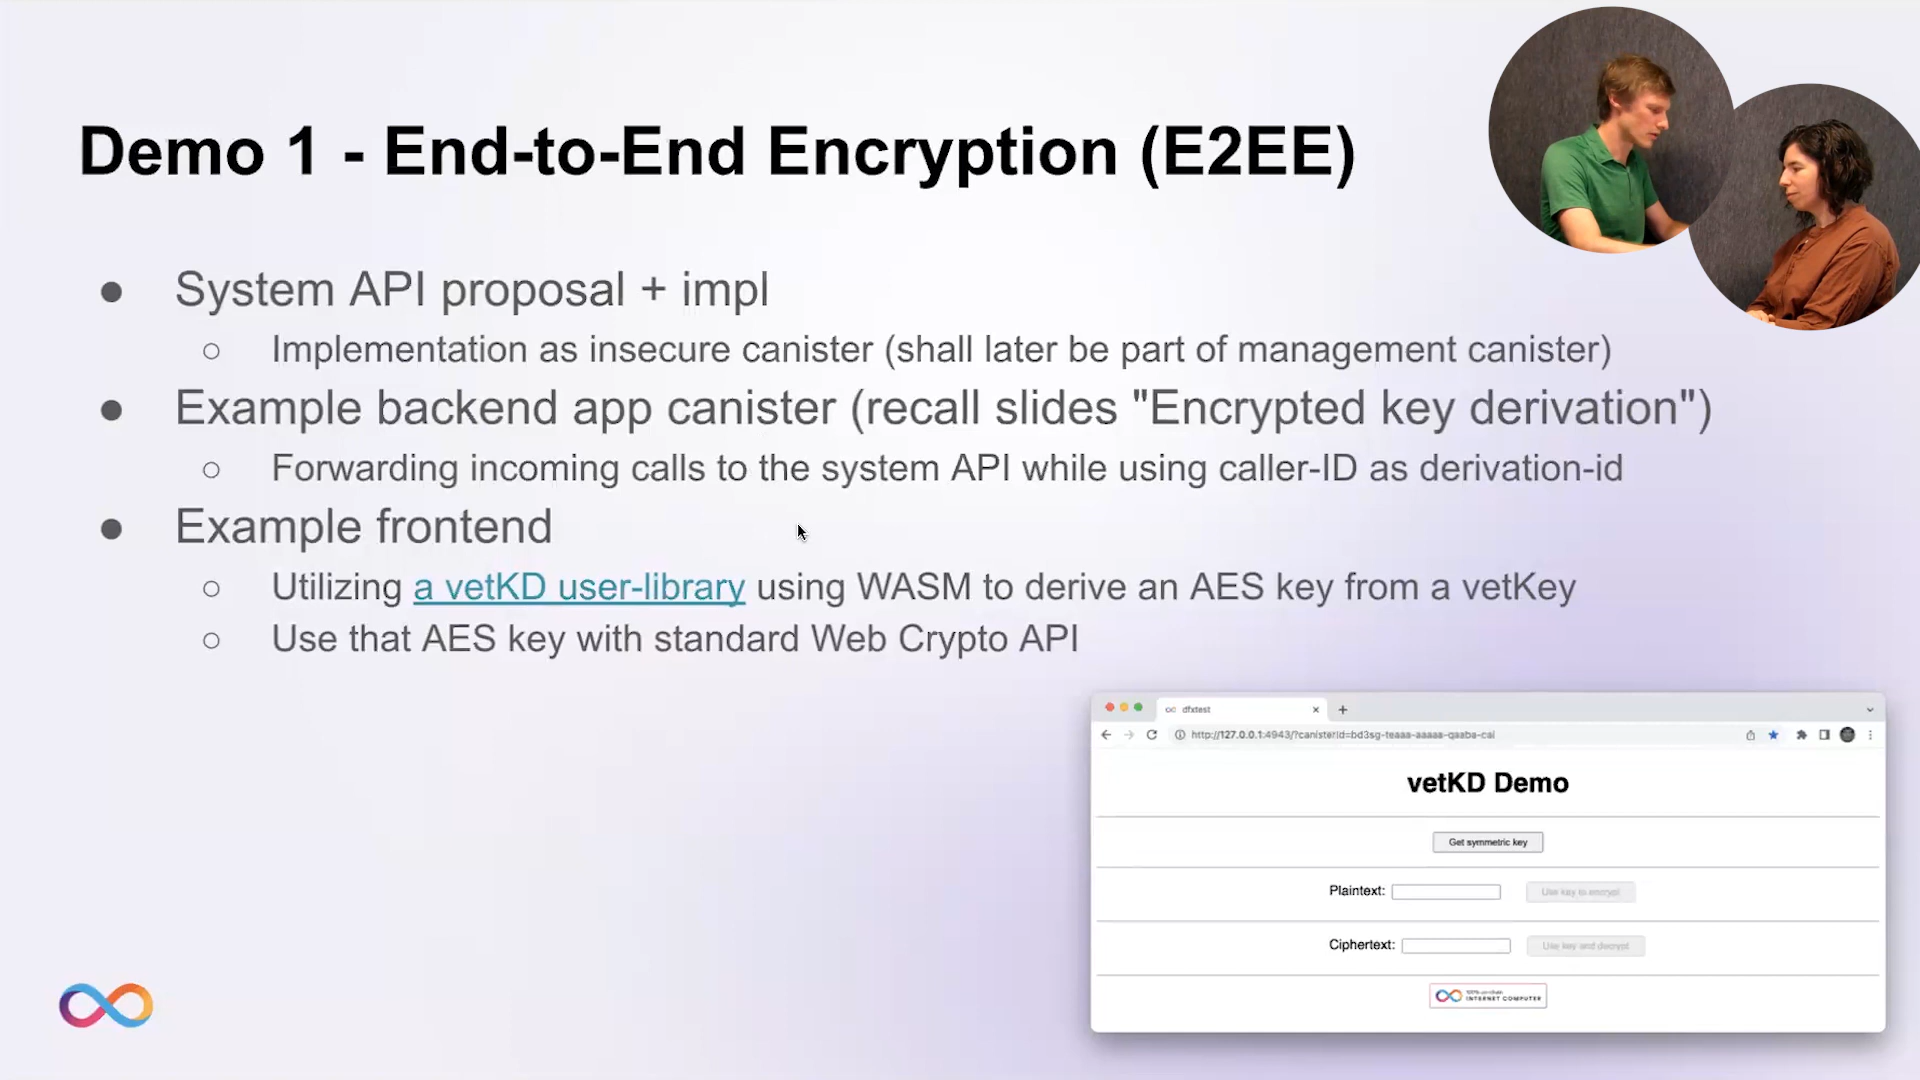 Demo 1 - End-to-End Encryption (E2EE)
● System API proposal + impl
○ Implementation as insecure canister (shall later be part of management canister)
● Example backend app canister (recall slides "Encrypted key derivation")
○ Forwarding incoming calls to the system API while using caller-ID as derivation-id
● Example frontend
○ Utilizing a vetKD user-library using WASM to derive an AES key from a vetKey
○ Use that AES key with standard Web Crypto API
dfxtest
http://127.0.0.1:4943/?canisterId=bd3sg-teaaa-aaaaa-qaaba-cai
vetKD Demo
Get symmetric key
Plaintext: Use key to encrypt
Ciphertext: Use key and decrypt
INTERNET COMPUTER